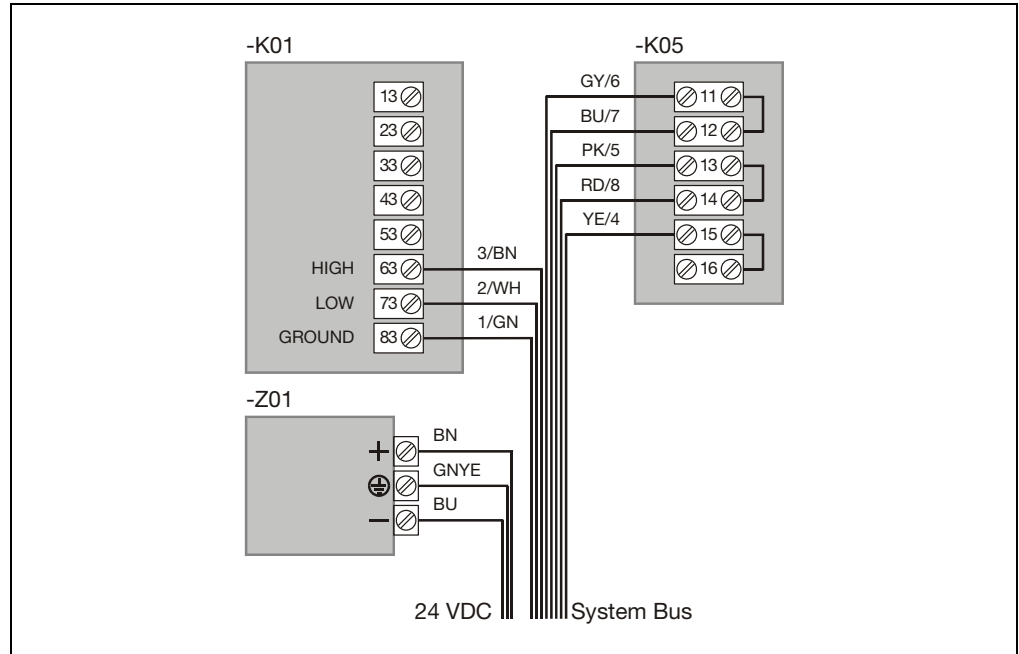 -K01
13
23
33
43
53
HIGH 63 3/BN
LOW 73 2/WH
GROUND 83 1/GN
-K05
GY/6 11
BU/7 12
PK/5 13
RD/8 14
YE/4 15
16
-Z01
+ BN
GNYE
− BU
24 VDC System Bus